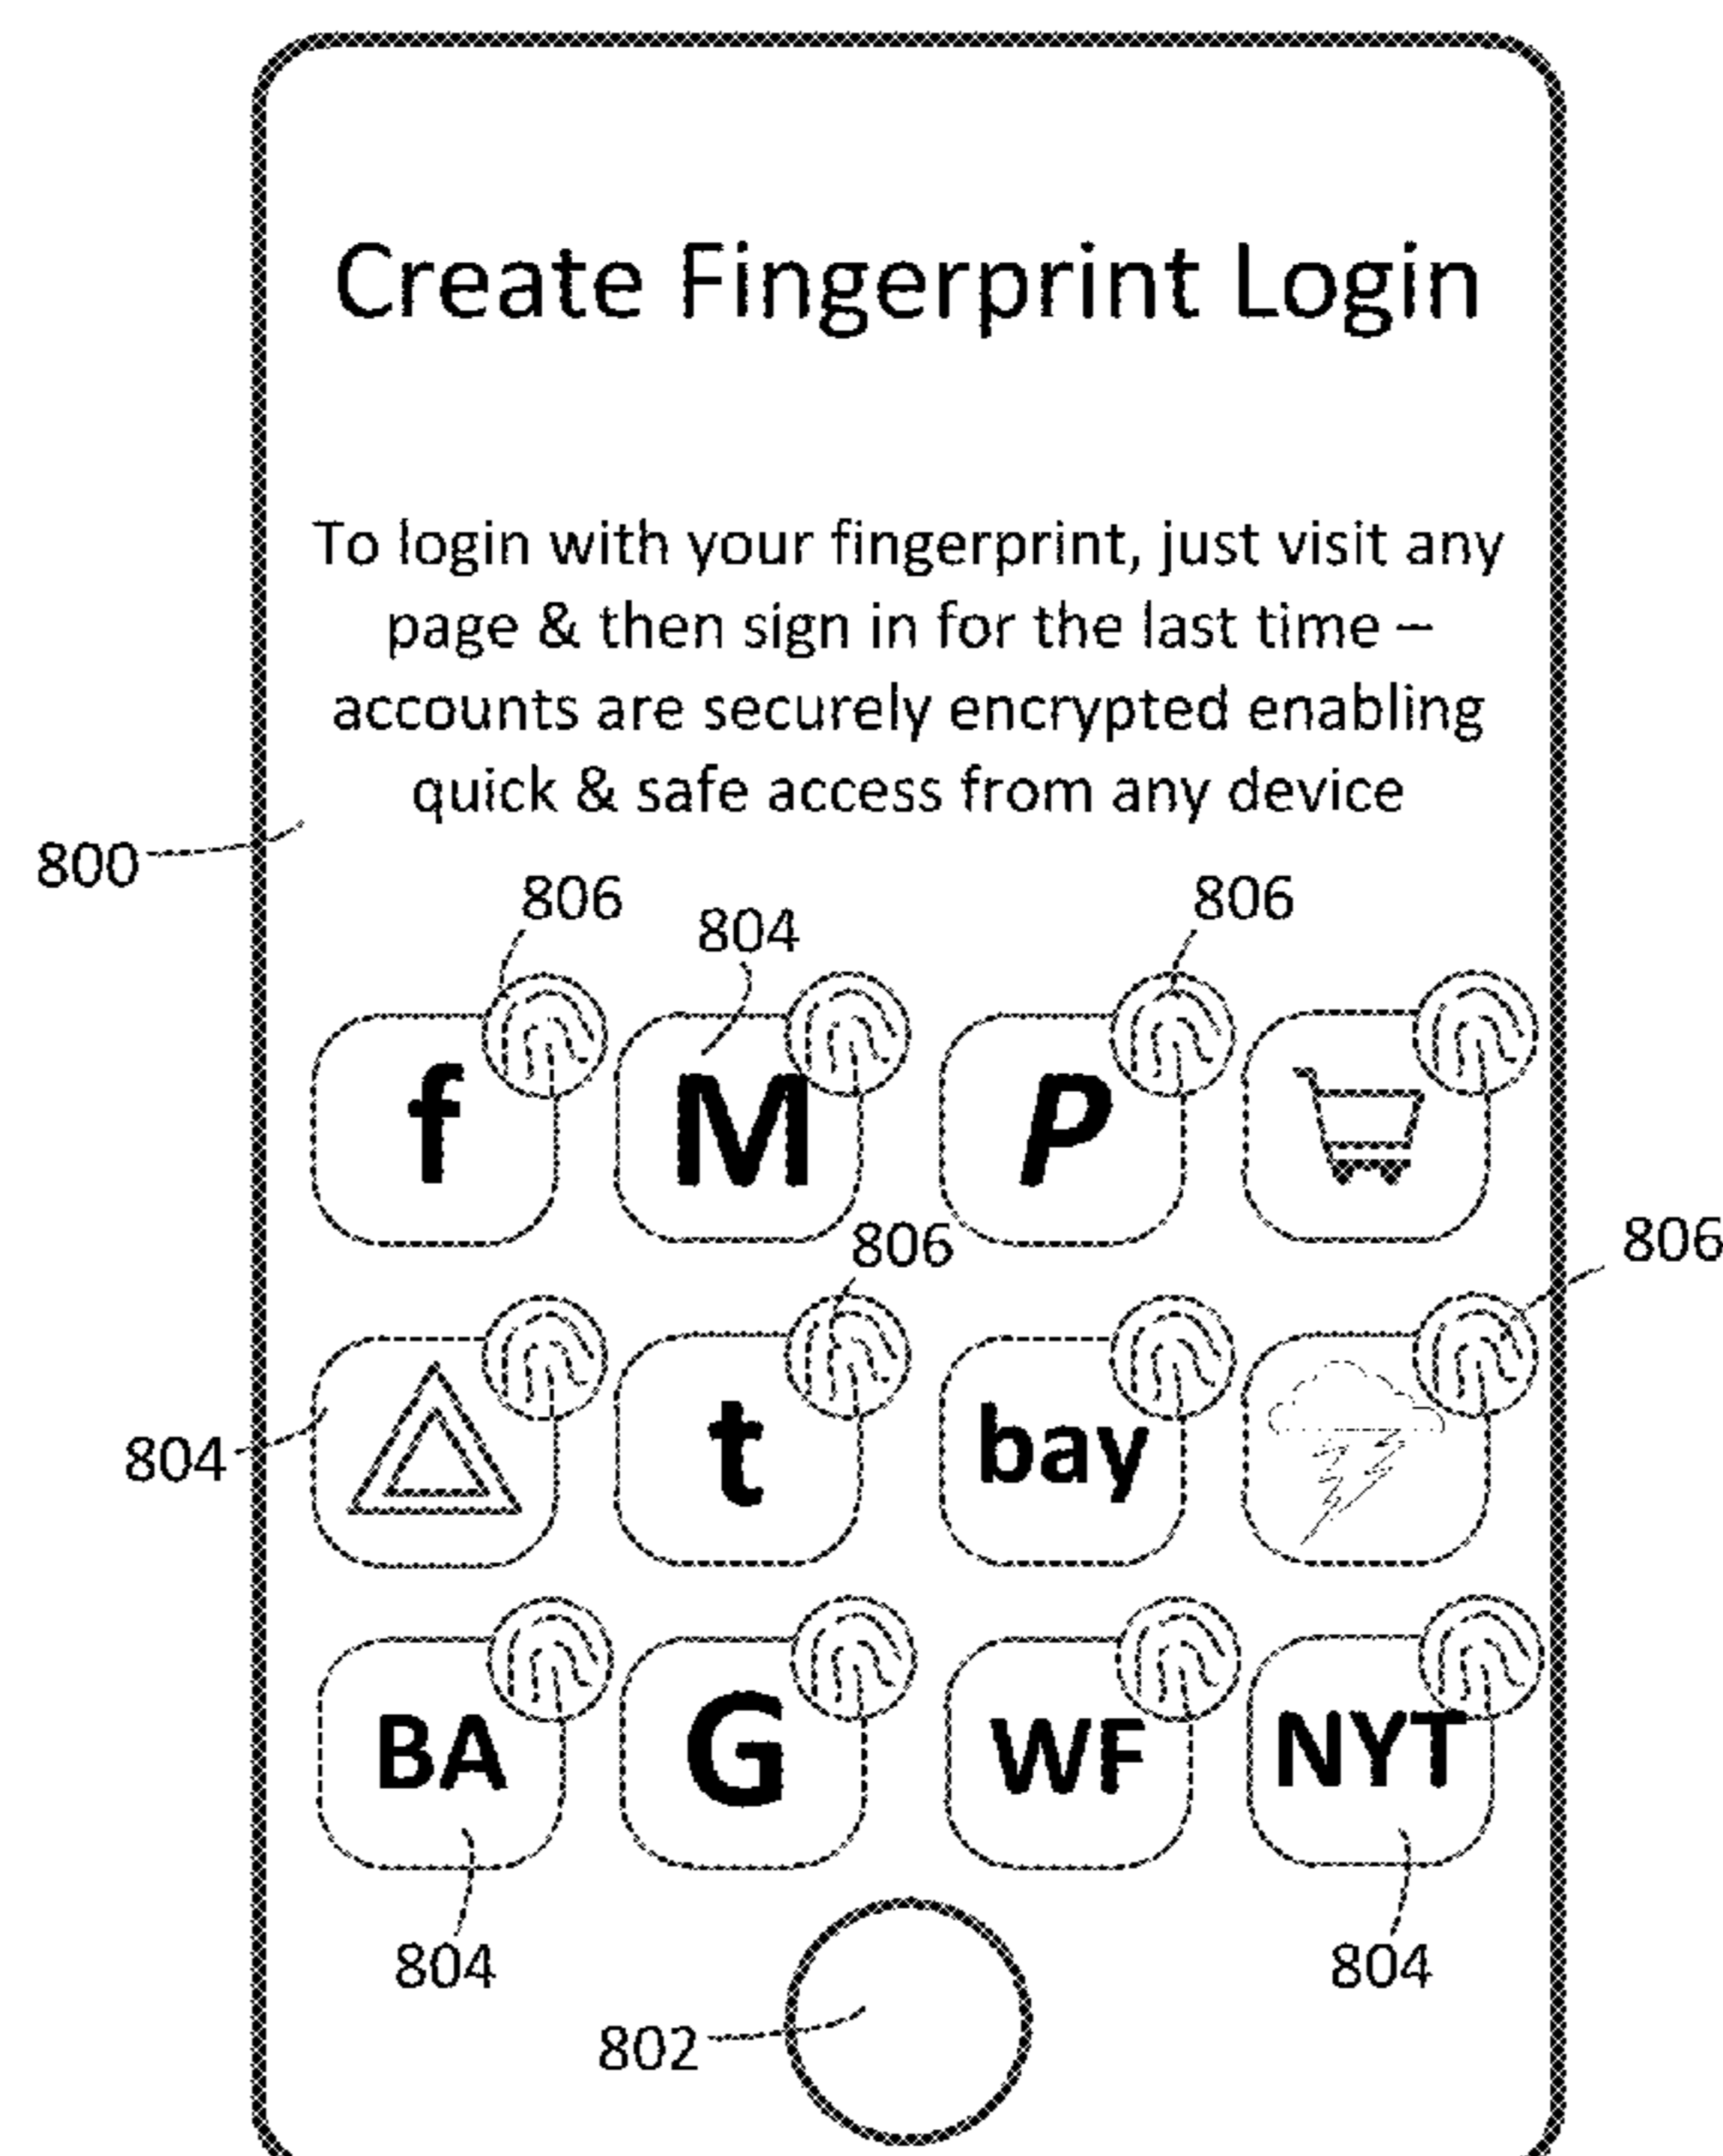 Create Fingerprint Login
To login with your fingerprint, just visit any
page & then sign in for the last time –
accounts are securely encrypted enabling
quick & safe access from any device
800
806
804
806
f
M
P
806
806
804
t
bay
BA
G
WF
NYT
804
804
802